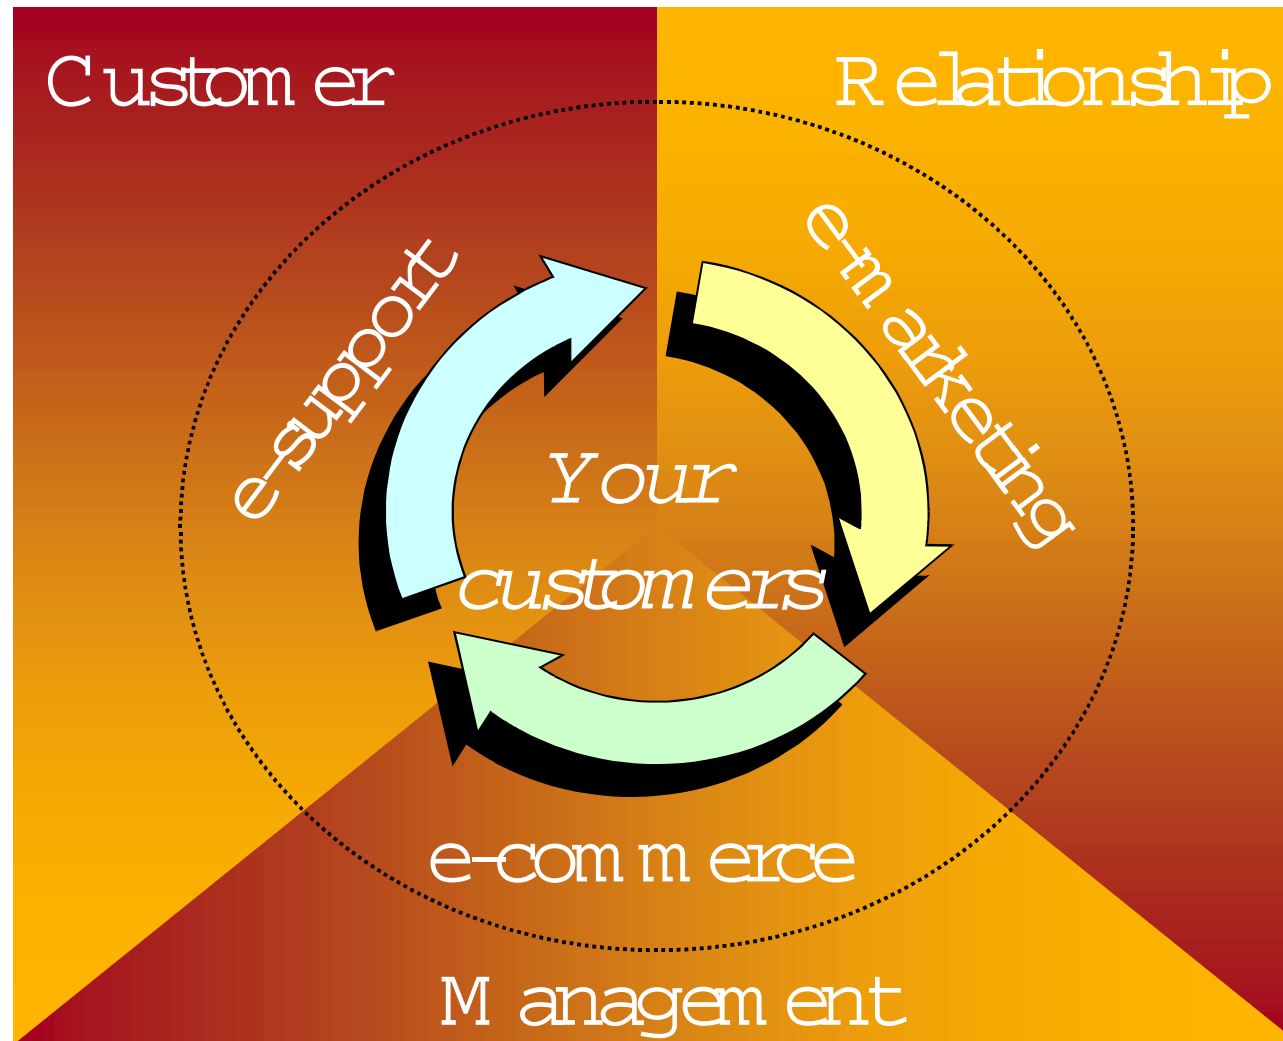 Customer
Relationship
e-support
e-marketing
Your
customers
e-commerce
Management